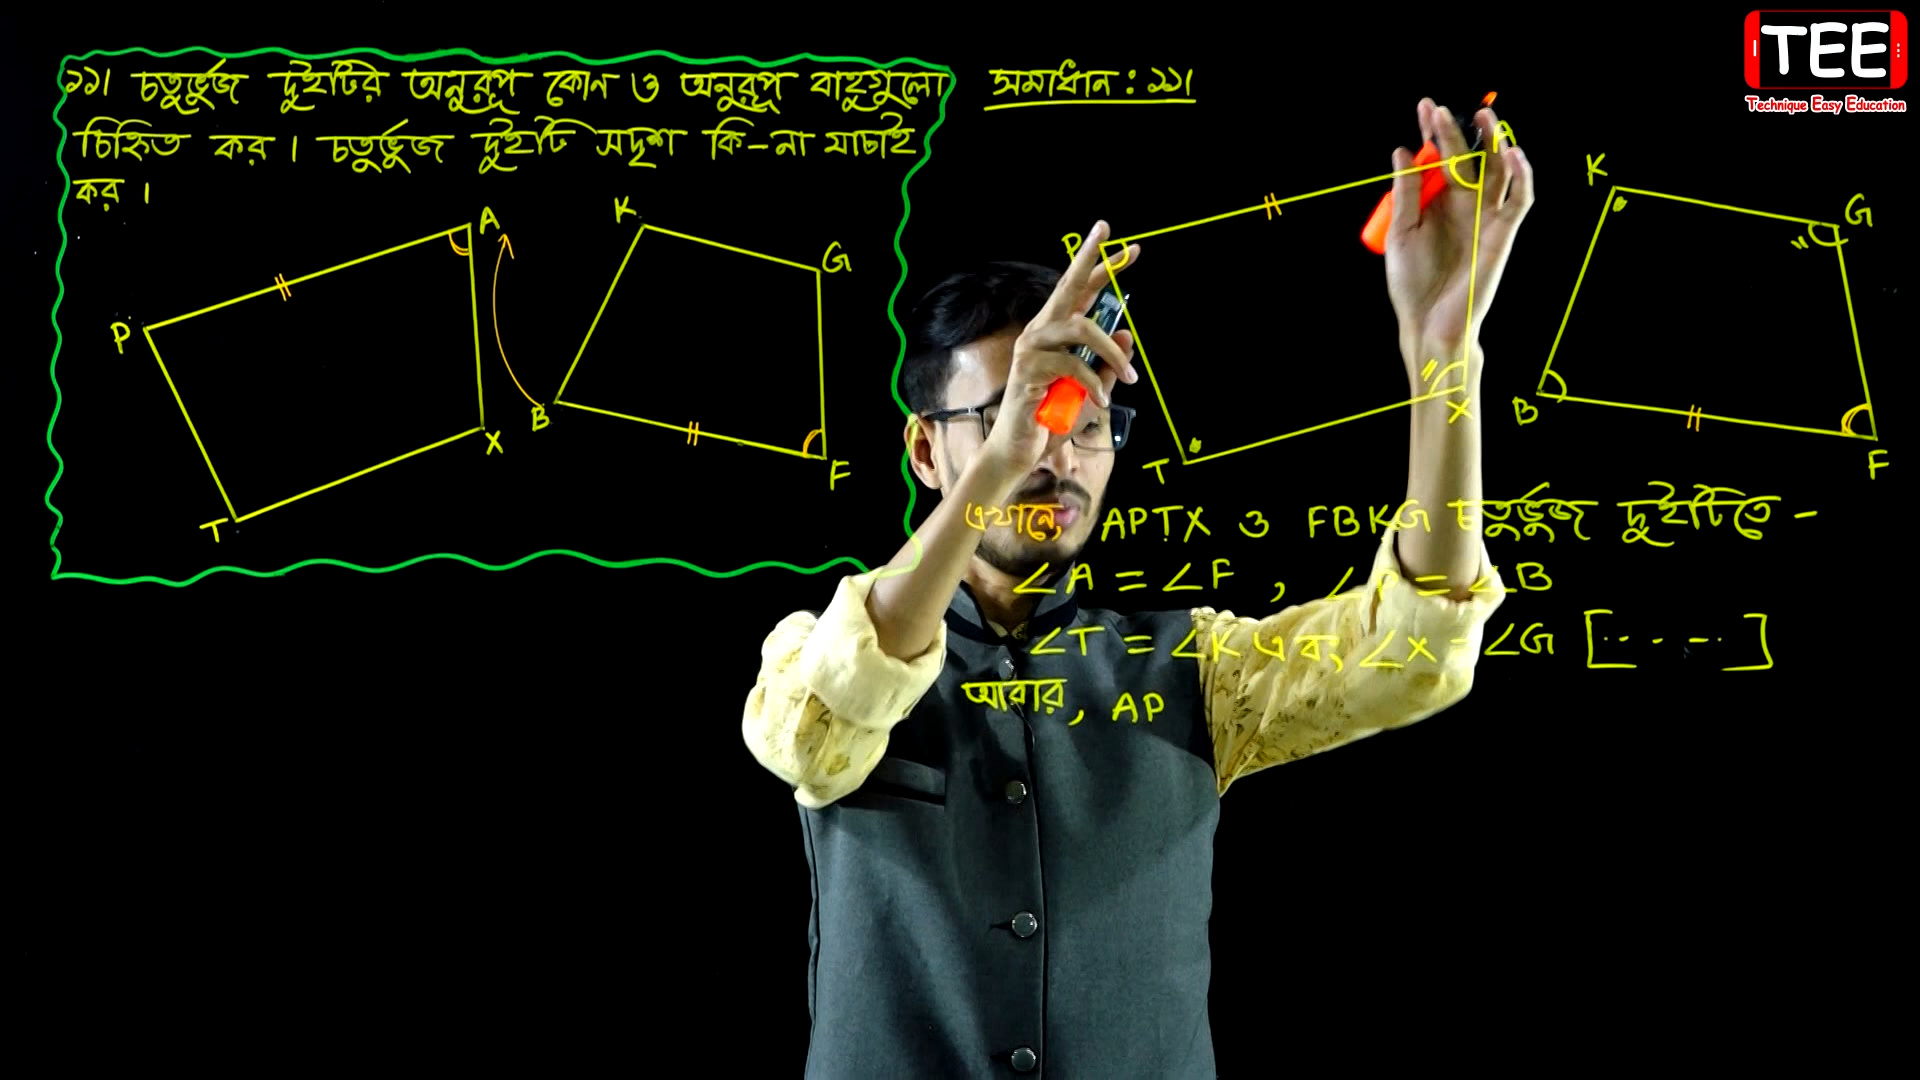 ১১। চতুর্ভুজ দুইটির অনুরূপ কোণ ও অনুরূপ বাহুগুলো
চিহ্নিত কর। চতুর্ভুজ দুইটি সদৃশ কি-না যাচাই
কর।
A
K
G
P
B
X
F
T
সমাধান: ১১।
TEE
Technique Easy Education
A
K
G
P
X
B
T
F
এখানে, APTX ও FBKG চতুর্ভুজ দুইটিতে -
∠A = ∠F , ∠P = ∠B
∠T = ∠K এবং ∠X = ∠G [.. - - ..]
আবার, AP